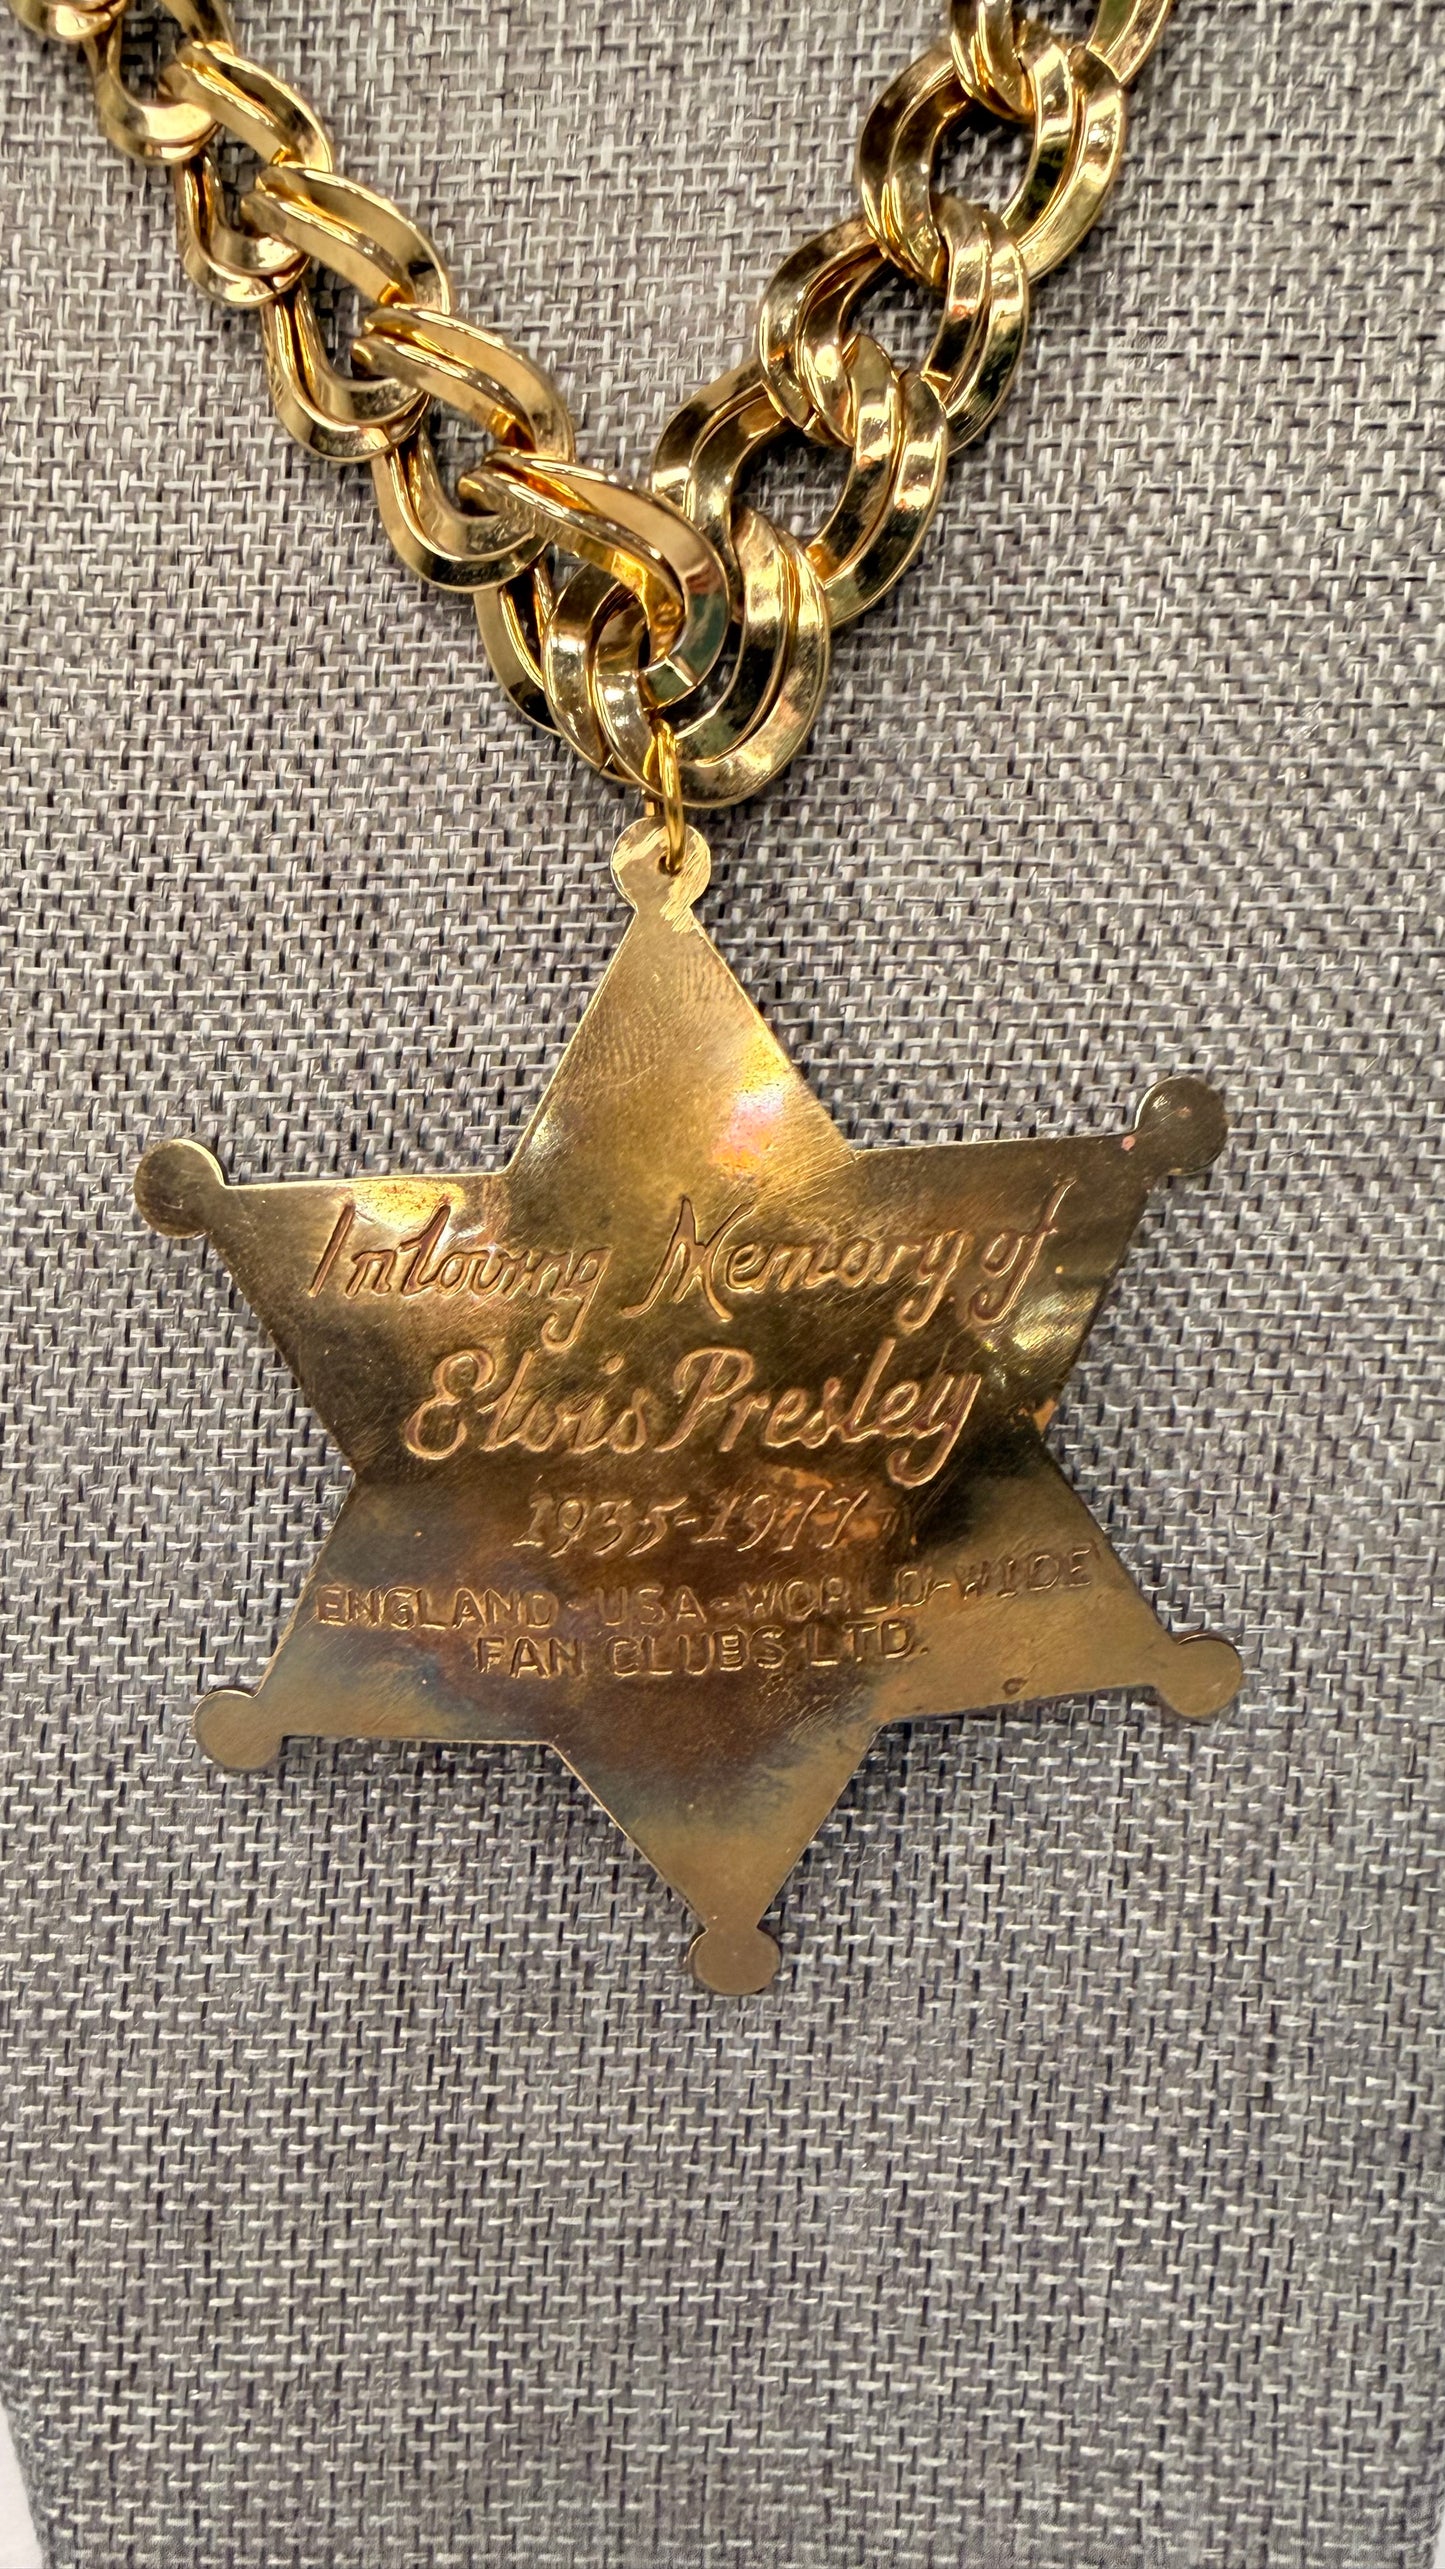 In Loving Memory of
Elvis Presley
1935-1977
ENGLAND-USA-WORLD-WIDE
FAN CLUBS LTD.